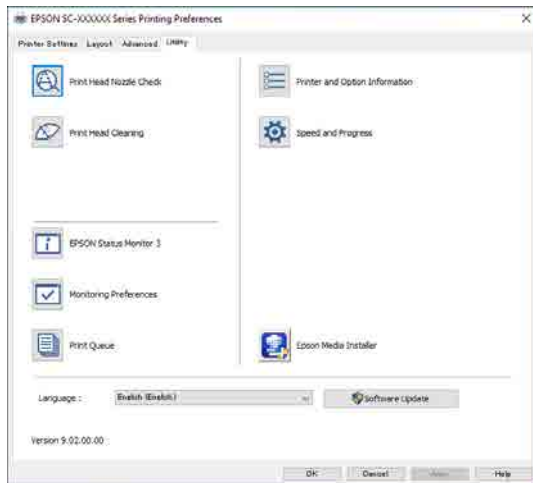 EPSON SC-XXXXXX Series Printing Preferences
Printer Settings Layout Advanced Utility
Print Head Nozzle Check
Printer and Option Information
Print Head Cleaning
Speed and Progress
EPSON Status Monitor 3
Monitoring Preferences
Print Queue
Epson Media Installer
Language : English (English) Software Update
Version 9.02.00.00
OK Cancel Help